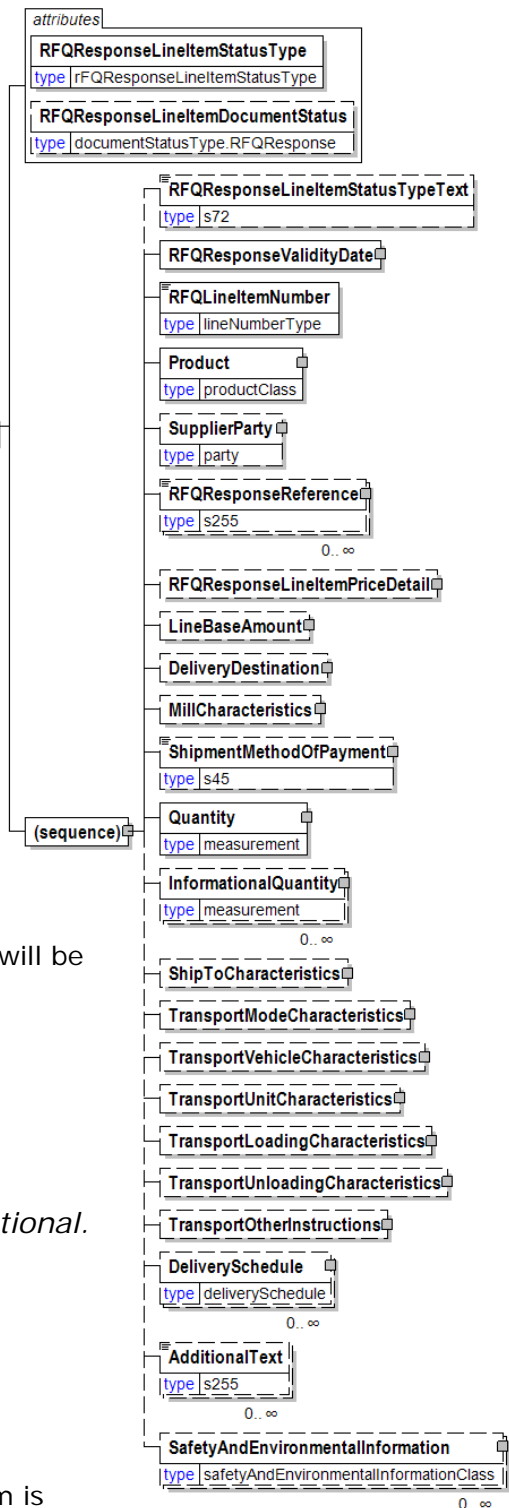 attributes
RFQResponseLineItemStatusType
type rFQResponseLineItemStatusType
RFQResponseLineItemDocumentStatus
type documentStatusType.RFQResponse
RFQResponseLineItemStatusTypeText
type s72
RFQResponseValidityDate
RFQLineItemNumber
type lineNumberType
Product
type productClass
SupplierParty
type party
RFQResponseReference
type s255
0.. ∞
RFQResponseLineItemPriceDetail
LineBaseAmount
DeliveryDestination
MillCharacteristics
ShipmentMethodOfPayment
type s45
(sequence)
Quantity
type measurement
InformationalQuantity
type measurement
0.. ∞
will be
ShipToCharacteristics
TransportModeCharacteristics
TransportVehicleCharacteristics
TransportUnitCharacteristics
TransportLoadingCharacteristics
TransportUnloadingCharacteristics
tional.
TransportOtherInstructions
DeliverySchedule
type deliverySchedule
0.. ∞
AdditionalText
type s255
0.. ∞
SafetyAndEnvironmentalInformation
type safetyAndEnvironmentalInformationClass
n is
0.. ∞